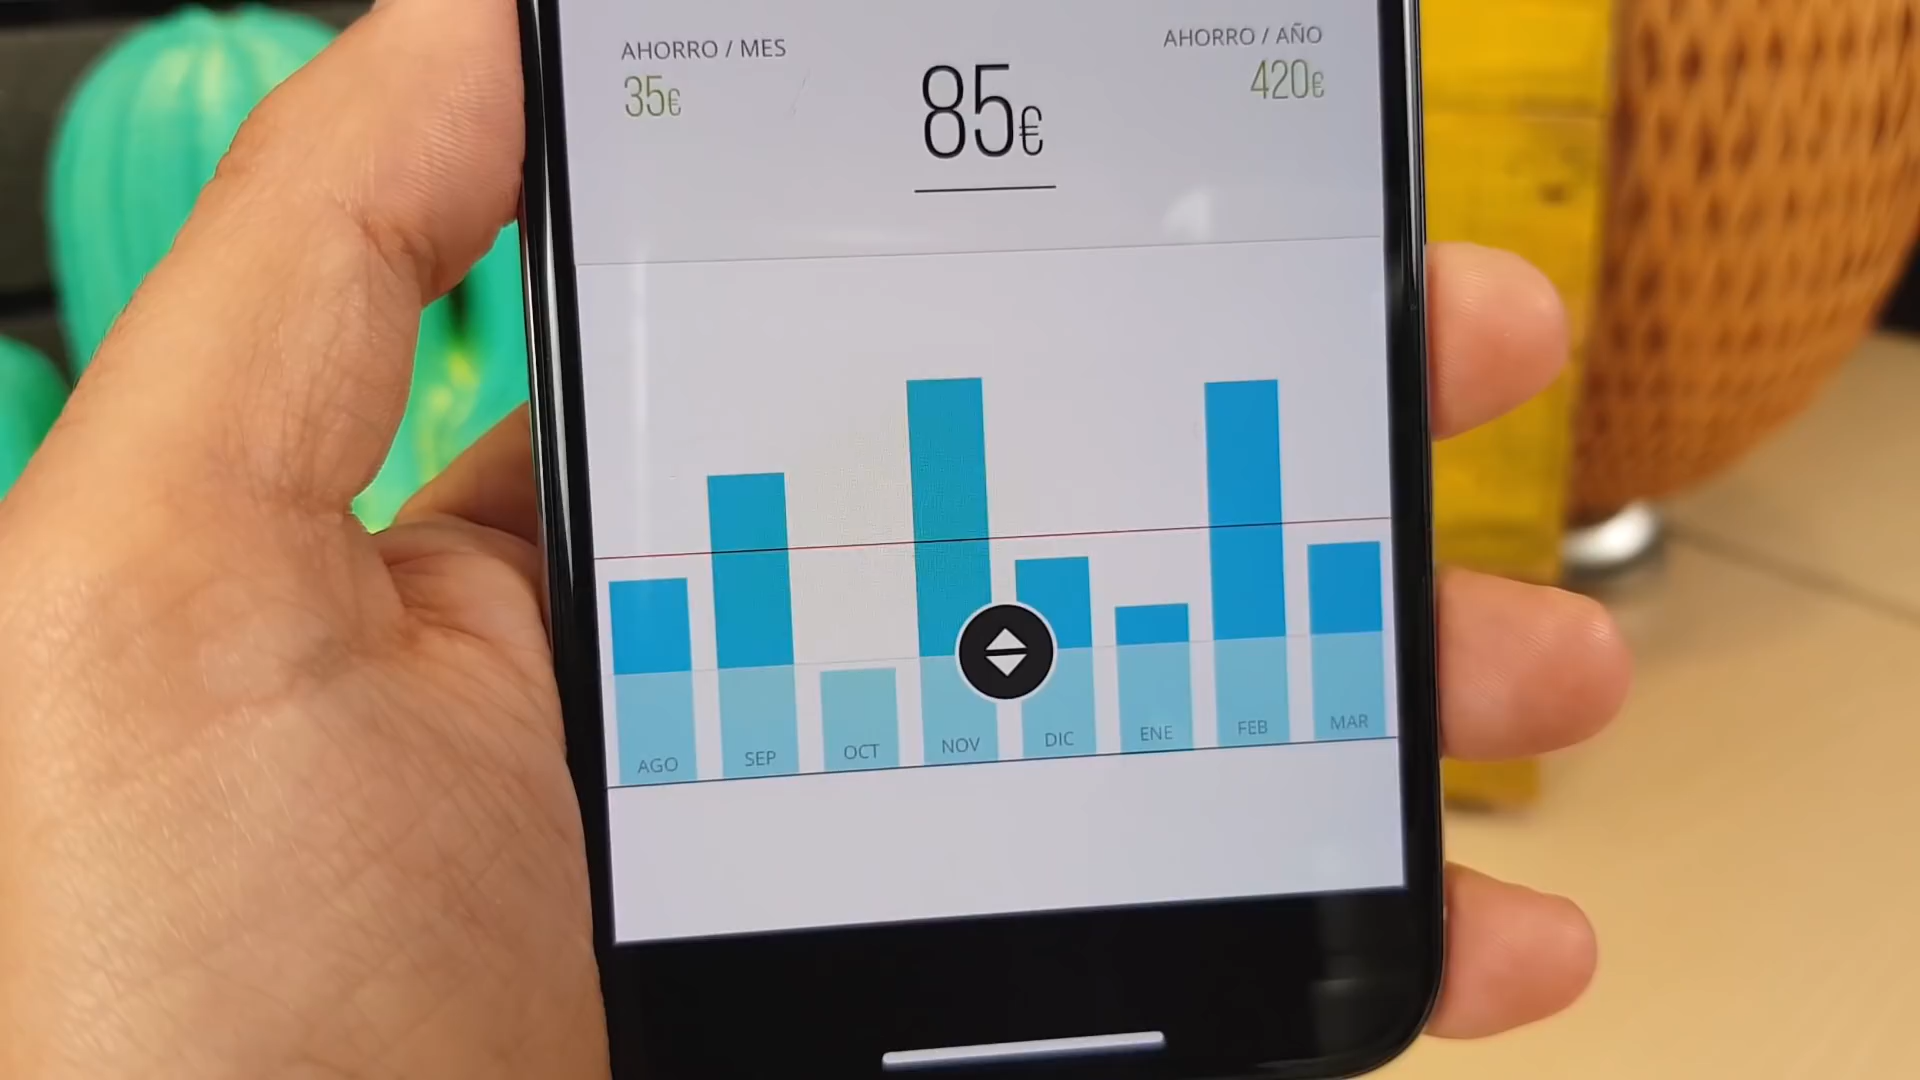 AHORRO / MES
35€
85€
AHORRO / AÑO
420€
AGO
SEP
OCT
NOV
DIC
ENE
FEB
MAR